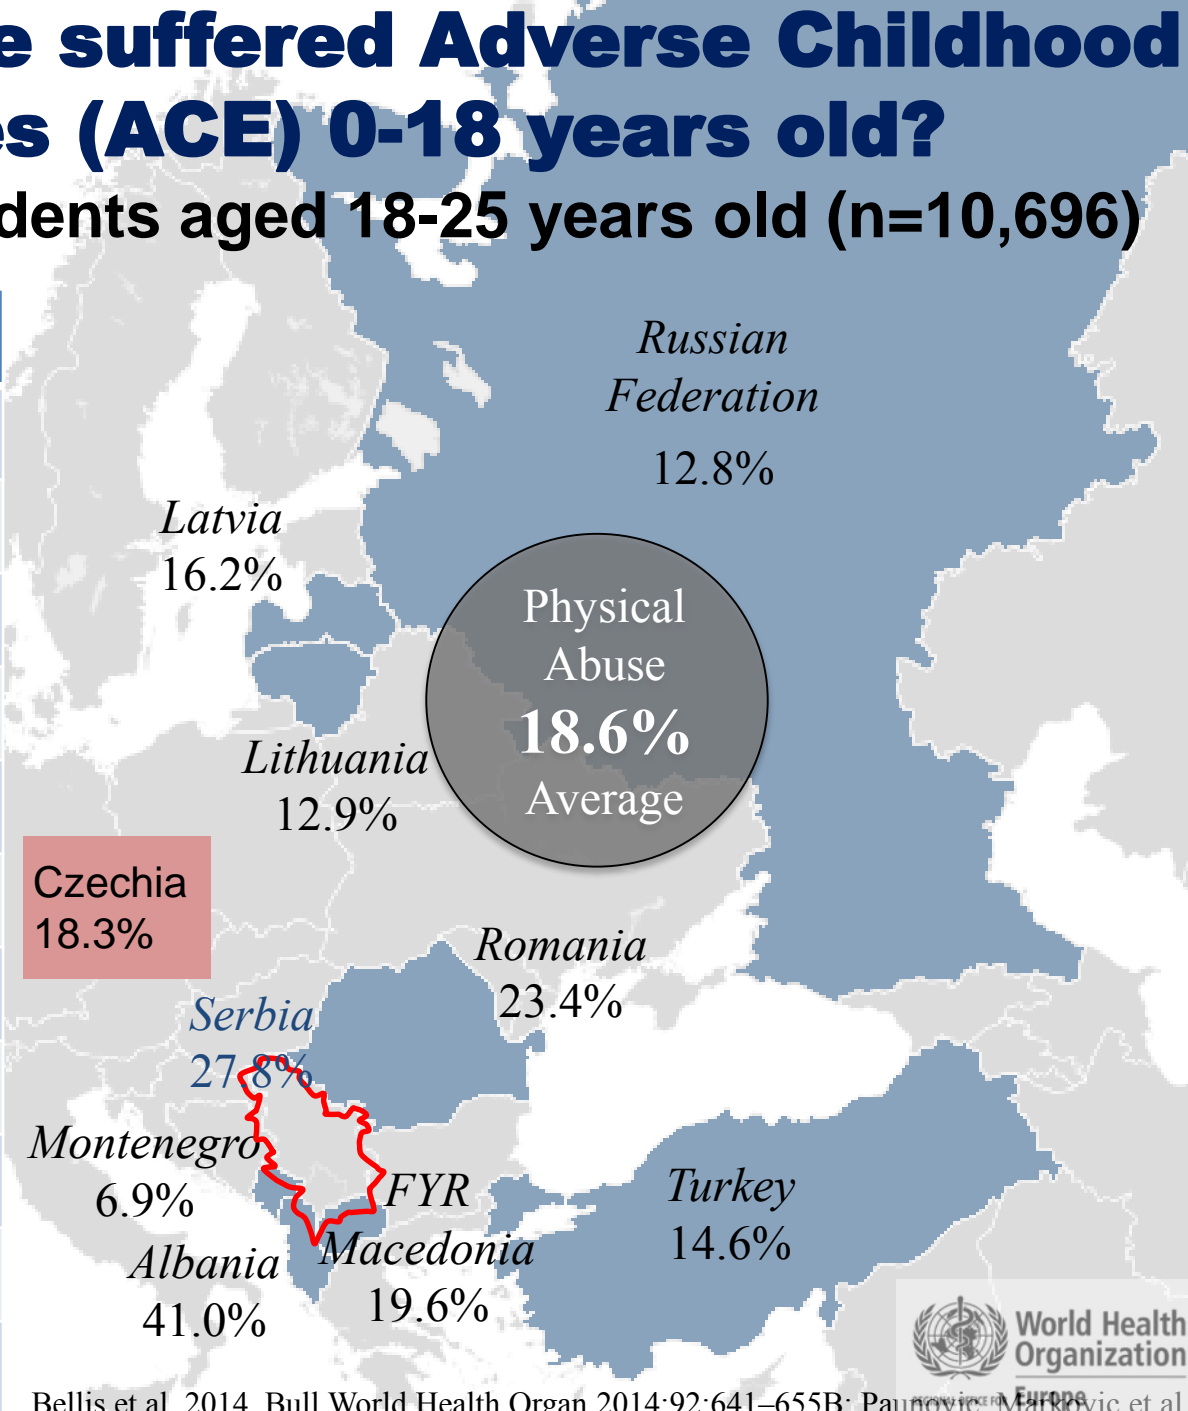 e suffered Adverse Childhood
es (ACE) 0-18 years old?
dents aged 18-25 years old (n=10,696)
Russian
Federation
12.8%
Latvia
16.2%
Physical
Abuse
18.6%
Average
Lithuania
12.9%
Czechia
18.3%
Romania
23.4%
Serbia
27.8%
Montenegro
6.9%
FYR
Macedonia
19.6%
Turkey
14.6%
Albania
41.0%
World Health
Organization
REGIONAL OFFICE FOR Europe
Bellis et al. 2014. Bull World Health Organ 2014;92:641–655B; Paunovic, Markovic et al